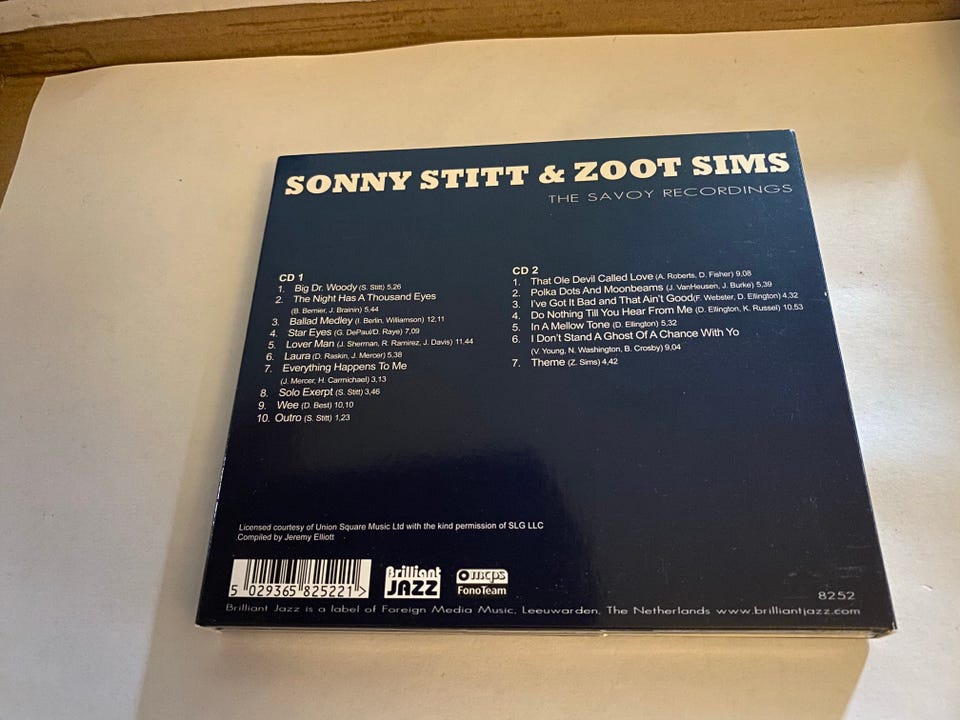 SONNY STITT & ZOOT SIMS
THE SAVOY RECORDINGS
CD 1
1. Big Dr. Woody (S. Stitt) 5,26
2. The Night Has A Thousand Eyes
(B. Bernier, J. Brainin) 5,44
3. Ballad Medley (I. Berlin, Williamson) 12,11
4. Star Eyes (G. DePaul/D. Raye) 7,09
5. Lover Man (J. Sherman, R. Ramirez, J. Davis) 11,44
6. Laura (D. Raskin, J. Mercer) 5,38
7. Everything Happens To Me
(J. Mercer, H. Carmichael) 3,13
8. Solo Exerpt (S. Stitt) 3,46
9. Wee (D. Best) 10,10
10. Outro (S. Stitt) 1,23
CD 2
1. That Ole Devil Called Love (A. Roberts, D. Fisher) 9,08
2. Polka Dots And Moonbeams (J. VanHeusen, J. Burke) 5,39
3. I've Got It Bad and That Ain't Good(F. Webster, D. Ellington) 4,32
4. Do Nothing Till You Hear From Me (D. Ellington, K. Russel) 10,53
5. In A Mellow Tone (D. Ellington) 5,32
6. I Don't Stand A Ghost Of A Chance With Yo
(V. Young, N. Washington, B. Crosby) 9,04
7. Theme (Z. Sims) 4,42
Licensed courtesy of Union Square Music Ltd with the kind permission of SLG LLC
Compiled by Jeremy Elliott
5 029365 825221 >
Brilliant
JAZZ
mcps
FonoTeam
8252
Brilliant Jazz is a label of Foreign Media Music, Leeuwarden, The Netherlands www.brilliantjazz.com